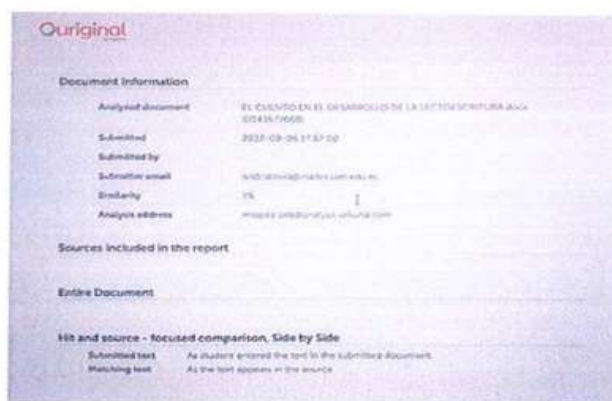 Ouriginal
Document Information
Analysed document EL CUENTO EN EL DESARROLLO DE LA LECTOESCRITURA.docx
Submitted
Submitted by
Submitter email
Similarity 1%
Analysis address
Sources included in the report
Entire Document
Hit and source - focused comparison, Side by Side
Submitted text As student entered the text in the submitted document.
Matching text As the text appears in the source.